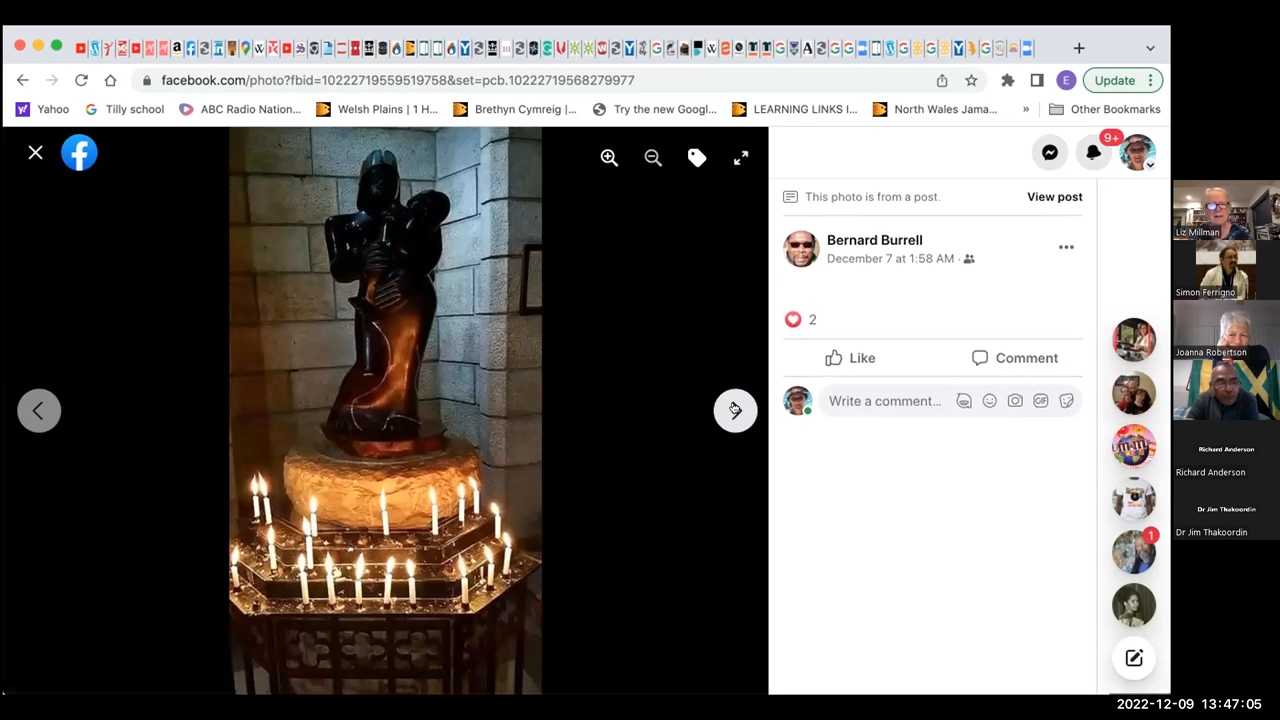 facebook.com/photo?fbid=10222719559519758&set=pcb.10222719568279977
E
Update
Yahoo
Tilly school
ABC Radio Nation...
Welsh Plains | 1 H...
Brethyn Cymreig |...
Try the new Googl...
LEARNING LINKS I...
North Wales Jama...
»
Other Bookmarks
9+
This photo is from a post.
View post
Bernard Burrell
December 7 at 1:58 AM ·
2
Like
Comment
Write a comment...
GIF
1
Liz Millman
Simon Ferrigno
Joanna Robertson
Richard Anderson
Richard Anderson
Dr Jim Thakoordin
Dr Jim Thakoordin
2022-12-09 13:47:05